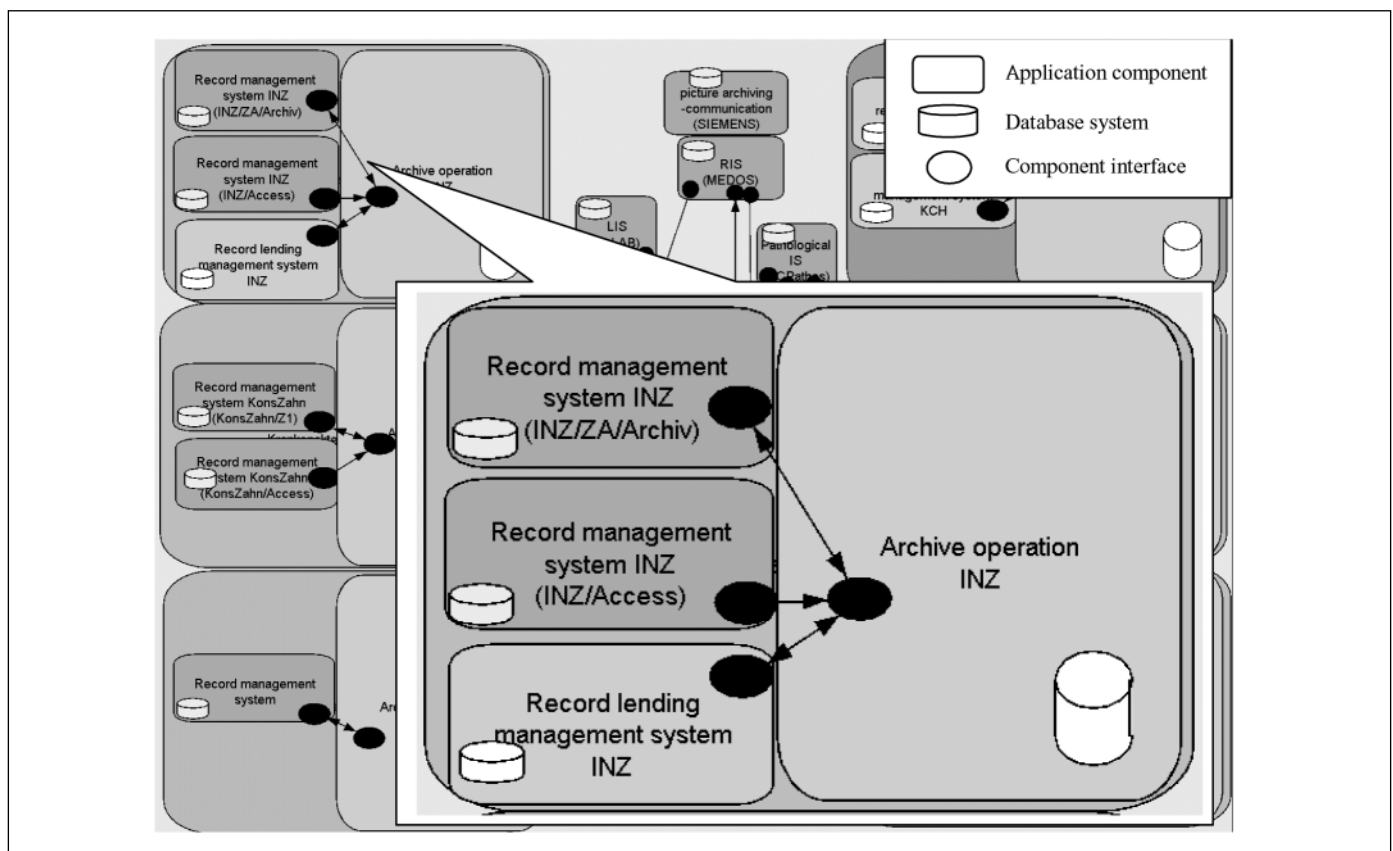 Record management
system INZ
(INZ/ZA/Archiv)
Record management
system INZ
(INZ/Access)
Record lending
management system
INZ
Archive operation
picture archiving
-communication
(SIEMENS)
RIS
(MEDOS)
LIS
Pathological
IS
KCH
Application component
Database system
Component interface
Record management
system KonsZahn
(KonsZahn/Z1)
Record management
system KonsZahn
(KonsZahn/Access)
Record management
system
Record management
system INZ
(INZ/ZA/Archiv)
Record management
system INZ
(INZ/Access)
Record lending
management system
INZ
Archive operation
INZ